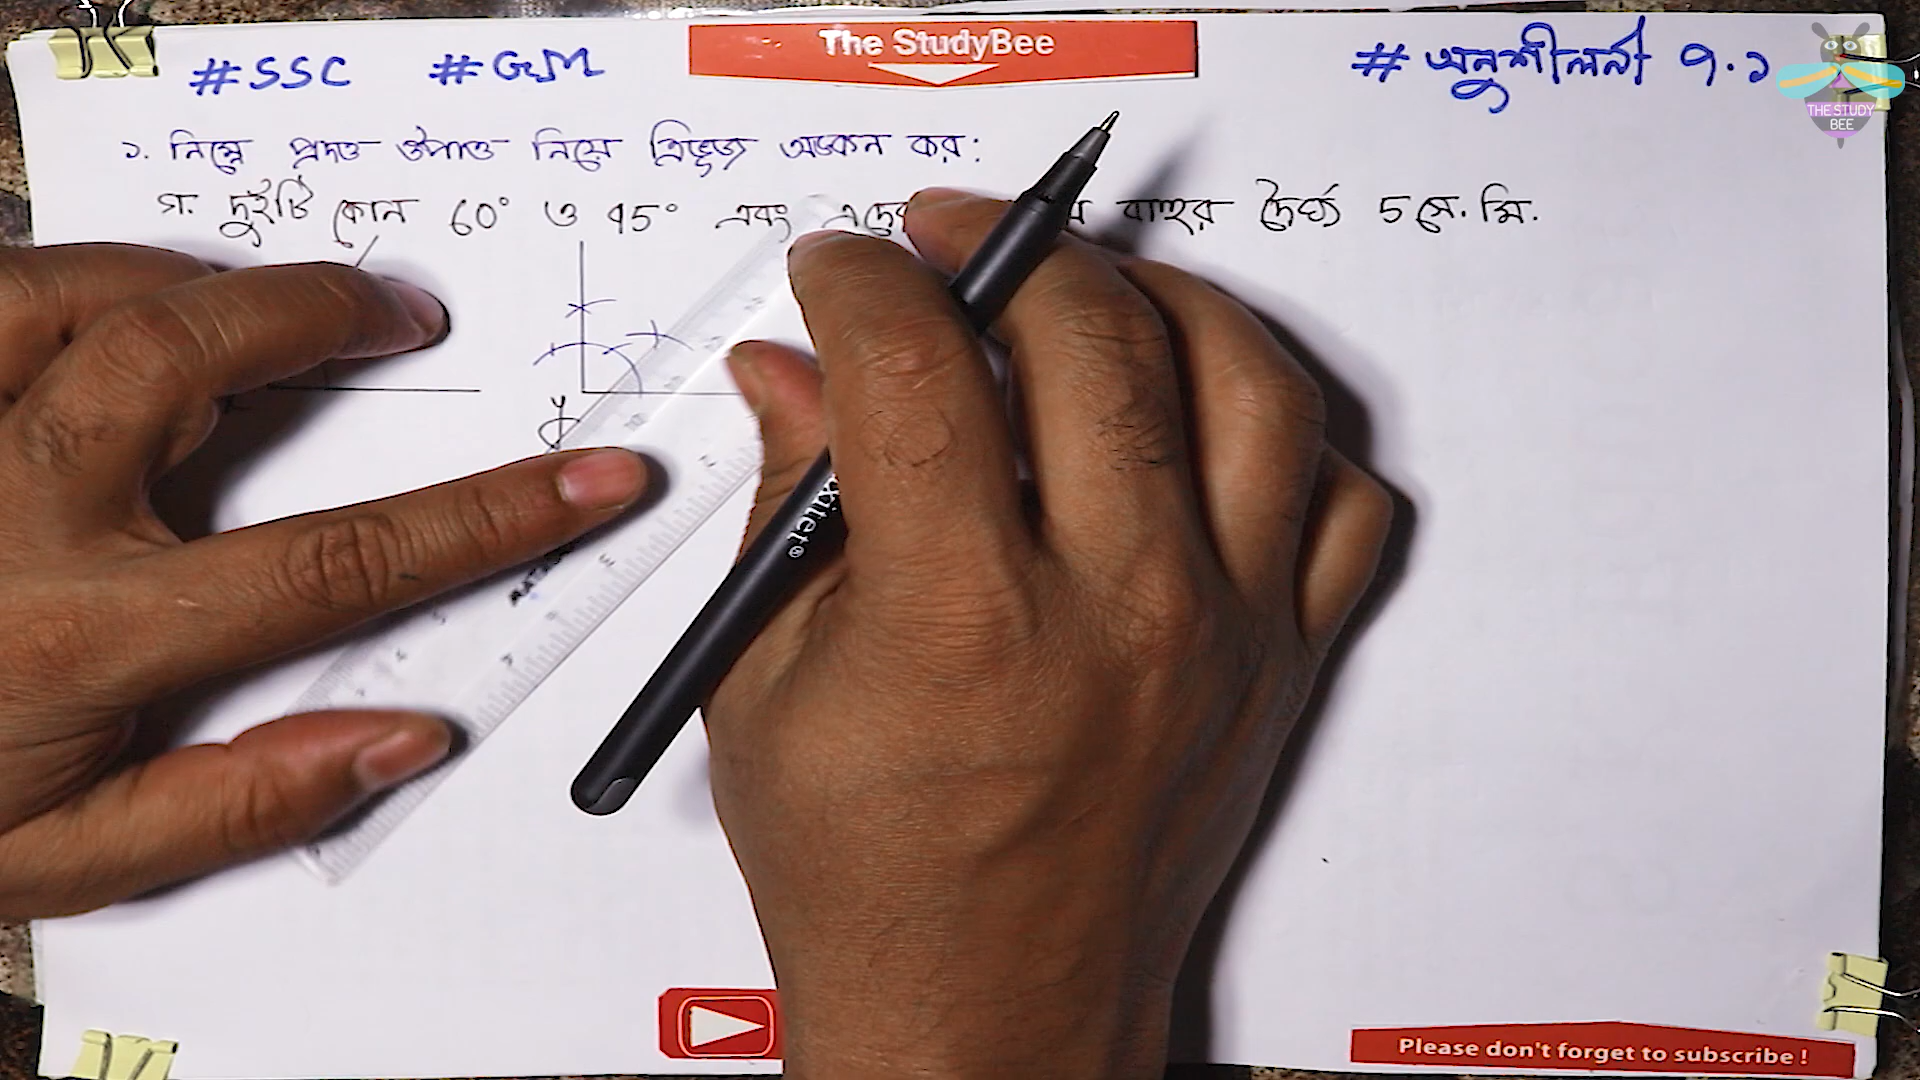 The StudyBee
#SSC #GM #অনুশীলনী ৭.১
THE STUDY
BEE
১. নিম্নে প্রদত্ত উপাত্ত নিয়ে ত্রিভুজ অঙ্কন কর:
গ. দুইটি কোন 60° ও 45° এবং বাহুর দৈর্ঘ্য 5 সে. মি.
Please don't forget to subscribe !